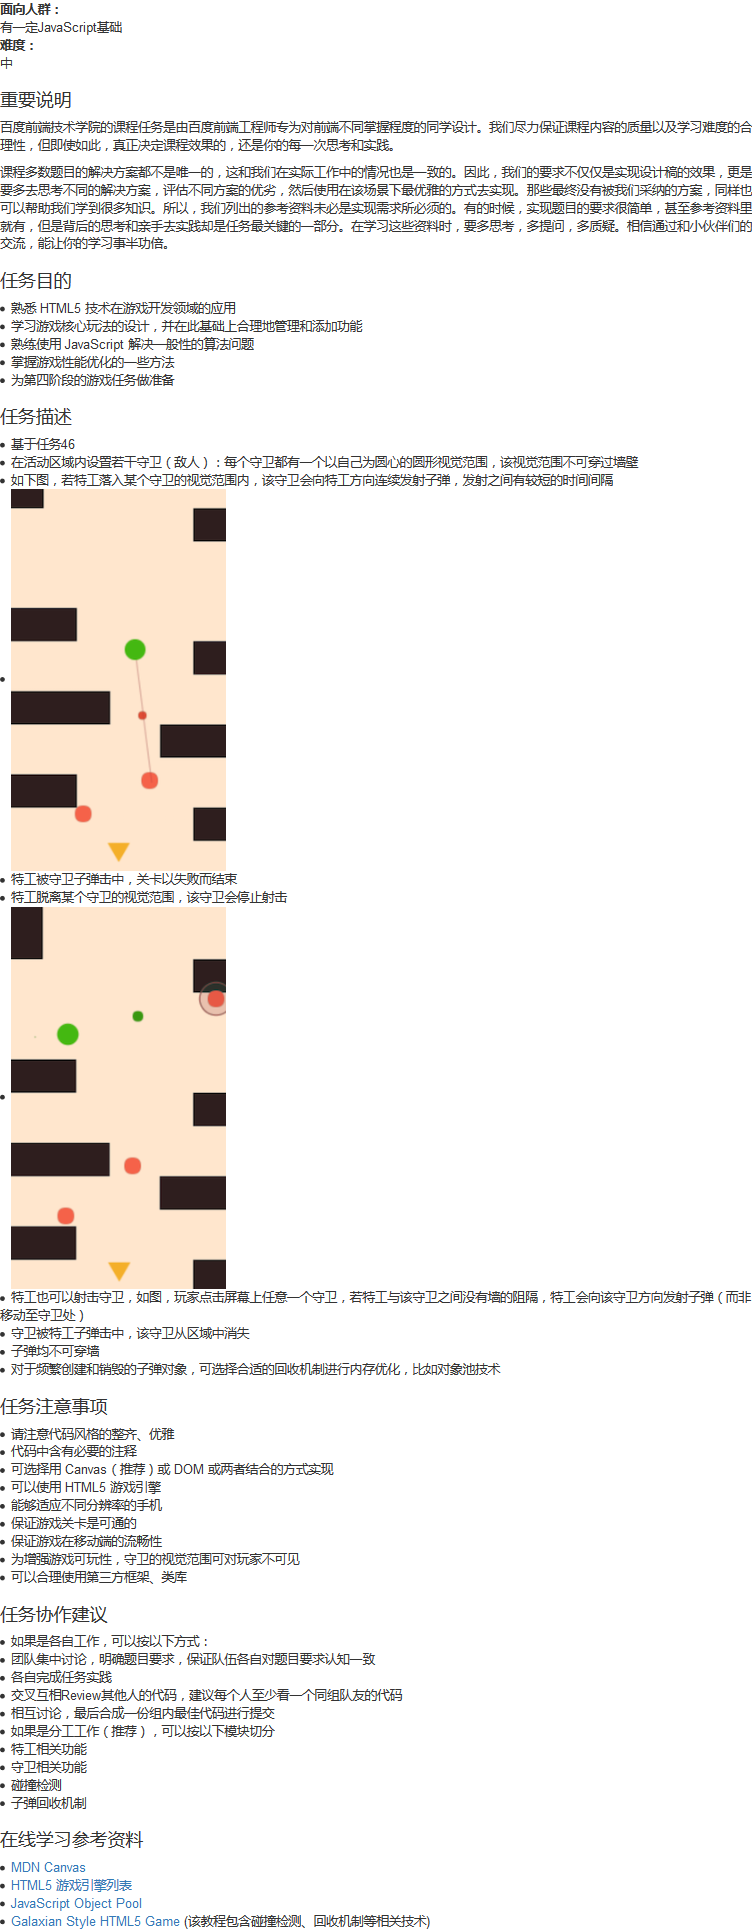 面向人群：
有一定JavaScript基础
难度：
中
重要说明
百度前端技术学院的课程任务是由百度前端工程师专为对前端不同掌握程度的同学设计。我们尽力保证课程内容的质量以及学习难度的合
理性，但即使如此，真正决定课程效果的，还是你的每一次思考和实践。
课程多数题目的解决方案都不是唯一的，这和我们在实际工作中的情况也是一致的。因此，我们的要求不仅仅是实现设计稿的效果，更是
要多去思考不同的解决方案，评估不同方案的优劣，然后使用在该场景下最优雅的方式去实现。那些最终没有被我们采纳的方案，同样也
可以帮助我们学到很多知识。所以，我们列出的参考资料未必是实现需求所必须的。有的时候，实现题目的要求很简单，甚至参考资料里
就有，但是背后的思考和亲手去实践却是任务最关键的一部分。在学习这些资料时，要多思考，多提问，多质疑。相信通过和小伙伴们的
交流，能让你的学习事半功倍。
任务目的
• 熟悉 HTML5 技术在游戏开发领域的应用
• 学习游戏核心玩法的设计，并在此基础上合理地管理和添加功能
• 熟练使用 JavaScript 解决一般性的算法问题
• 掌握游戏性能优化的一些方法
• 为第四阶段的游戏任务做准备
任务描述
• 基于任务46
• 在活动区域内设置若干守卫（敌人）：每个守卫都有一个以自己为圆心的圆形视觉范围，该视觉范围不可穿过墙壁
• 如下图，若特工落入某个守卫的视觉范围内，该守卫会向特工方向连续发射子弹，发射之间有较短的时间间隔
• 特工被守卫子弹击中，关卡以失败而结束
• 特工脱离某个守卫的视觉范围，该守卫会停止射击
• 特工也可以射击守卫，如图，玩家点击屏幕上任意一个守卫，若特工与该守卫之间没有墙的阻隔，特工会向该守卫方向发射子弹（而非
移动至守卫处）
• 守卫被特工子弹击中，该守卫从区域中消失
• 子弹均不可穿墙
• 对于频繁创建和销毁的子弹对象，可选择合适的回收机制进行内存优化，比如对象池技术
任务注意事项
• 请注意代码风格的整齐、优雅
• 代码中含有必要的注释
• 可选择用 Canvas（推荐）或 DOM 或两者结合的方式实现
• 可以使用 HTML5 游戏引擎
• 能够适应不同分辨率的手机
• 保证游戏关卡是可通的
• 保证游戏在移动端的流畅性
• 为增强游戏可玩性，守卫的视觉范围可对玩家不可见
• 可以合理使用第三方框架、类库
任务协作建议
• 如果是各自工作，可以按以下方式：
• 团队集中讨论，明确题目要求，保证队伍各自对题目要求认知一致
• 各自完成任务实践
• 交叉互相Review其他人的代码，建议每个人至少看一个同组队友的代码
• 相互讨论，最后合成一份组内最佳代码进行提交
• 如果是分工工作（推荐），可以按以下模块切分
• 特工相关功能
• 守卫相关功能
• 碰撞检测
• 子弹回收机制
在线学习参考资料
• MDN Canvas
• HTML5 游戏引擎列表
• JavaScript Object Pool
• Galaxian Style HTML5 Game (该教程包含碰撞检测、回收机制等相关技术)